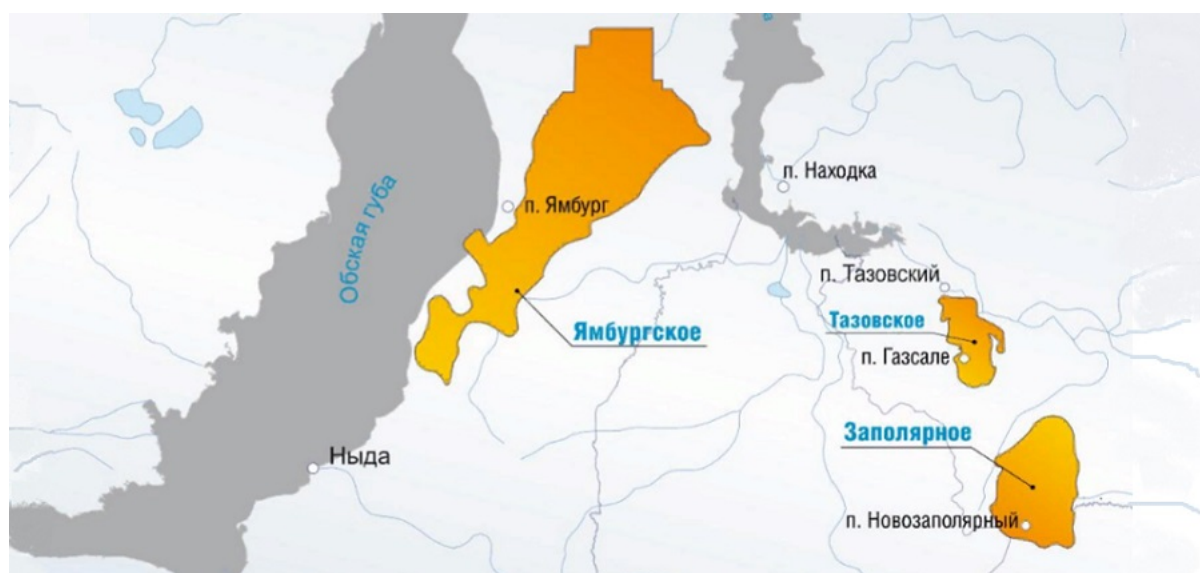 п. Находка
Обская губа
п. Ямбург
п. Тазовский
Тазовское
Ямбургское
п. Газсале
Заполярное
Ныда
п. Новозаполярный